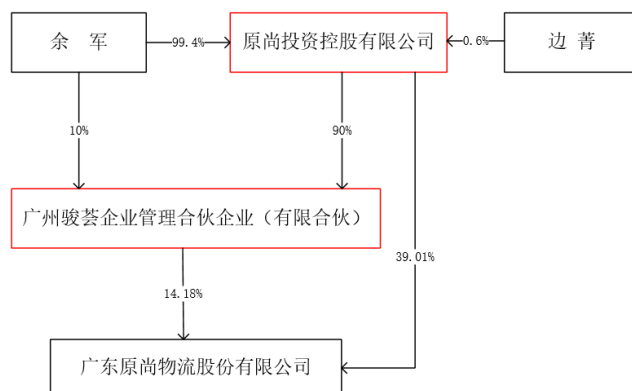 余 军
99.4%
原尚投资控股有限公司
0.6%
边 菁
10%
90%
广州骏荟企业管理合伙企业（有限合伙）
39.01%
14.18%
广东原尚物流股份有限公司